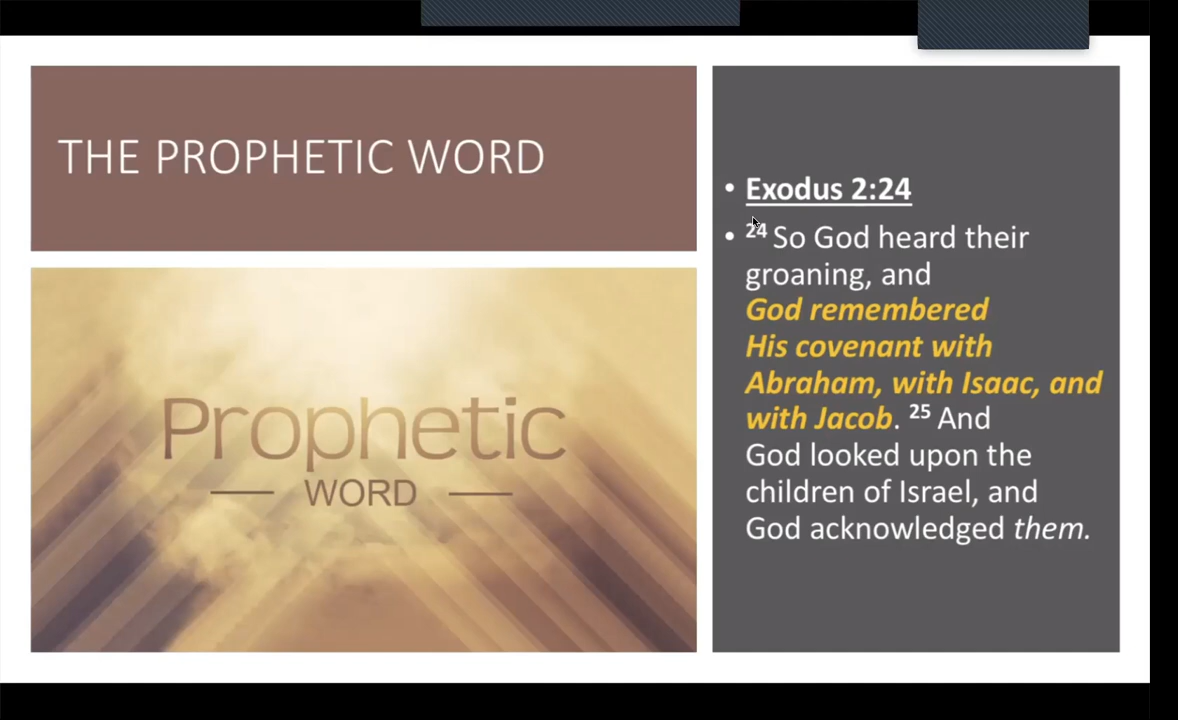 THE PROPHETIC WORD
Prophetic
WORD
• Exodus 2:24
• 24 So God heard their
groaning, and
God remembered
His covenant with
Abraham, with Isaac, and
with Jacob. 25 And
God looked upon the
children of Israel, and
God acknowledged them.